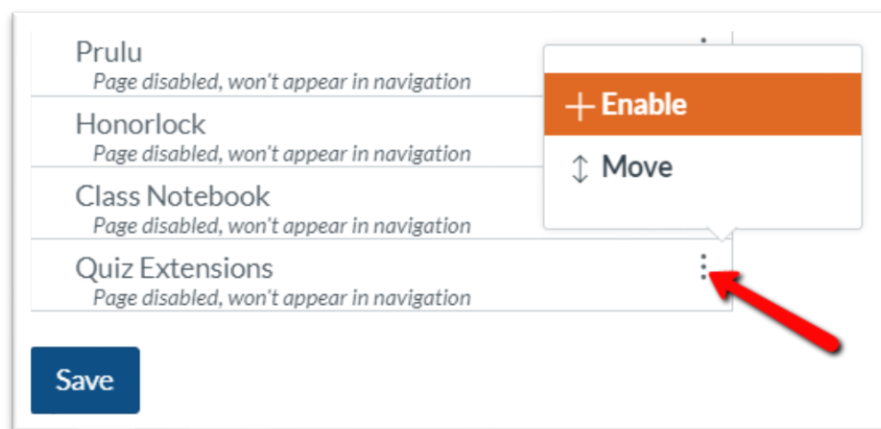 Prulu
Page disabled, won't appear in navigation
Honorlock
Page disabled, won't appear in navigation
Class Notebook
Page disabled, won't appear in navigation
Quiz Extensions
Page disabled, won't appear in navigation
Enable
Move
Save